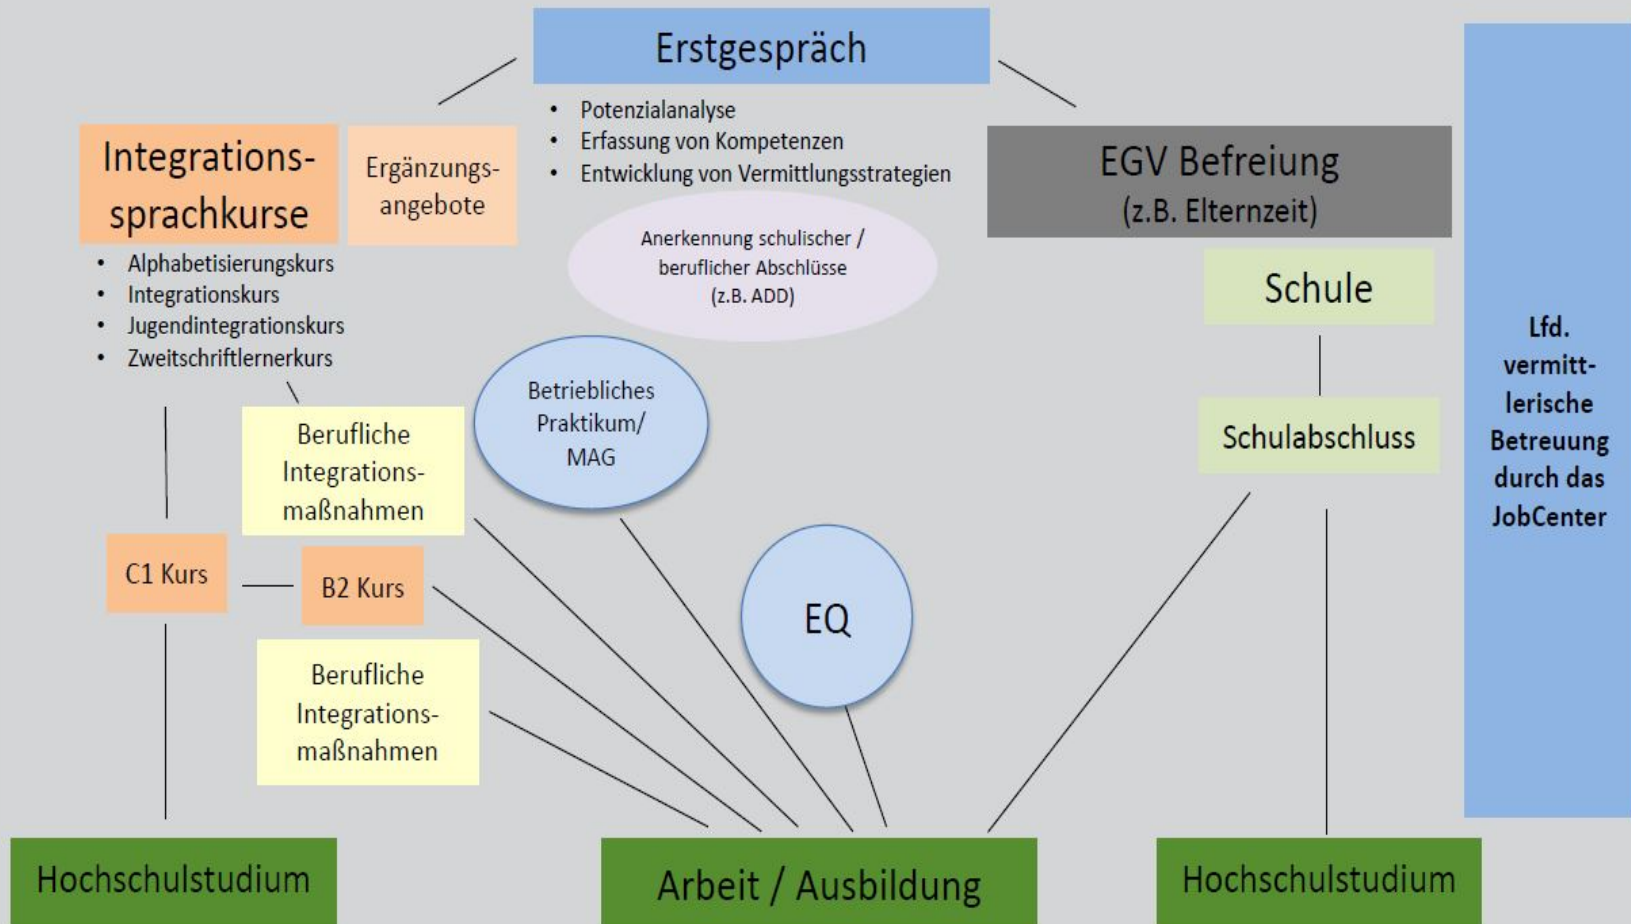 Erstgespräch
• Potenzialanalyse
• Erfassung von Kompetenzen
• Entwicklung von Vermittlungsstrategien
Integrations-
sprachkurse
Ergänzungs-
angebote
EGV Befreiung
(z.B. Elternzeit)
Anerkennung schulischer /
beruflicher Abschlüsse
(z.B. ADD)
• Alphabetisierungskurs
• Integrationskurs
• Jugendintegrationskurs
• Zweitschriftlernerkurs
Schule
Lfd.
vermitt-
lerische
Betreuung
durch das
JobCenter
Betriebliches
Praktikum/
MAG
Berufliche
Integrations-
maßnahmen
Schulabschluss
C1 Kurs
B2 Kurs
EQ
Berufliche
Integrations-
maßnahmen
Hochschulstudium
Arbeit / Ausbildung
Hochschulstudium